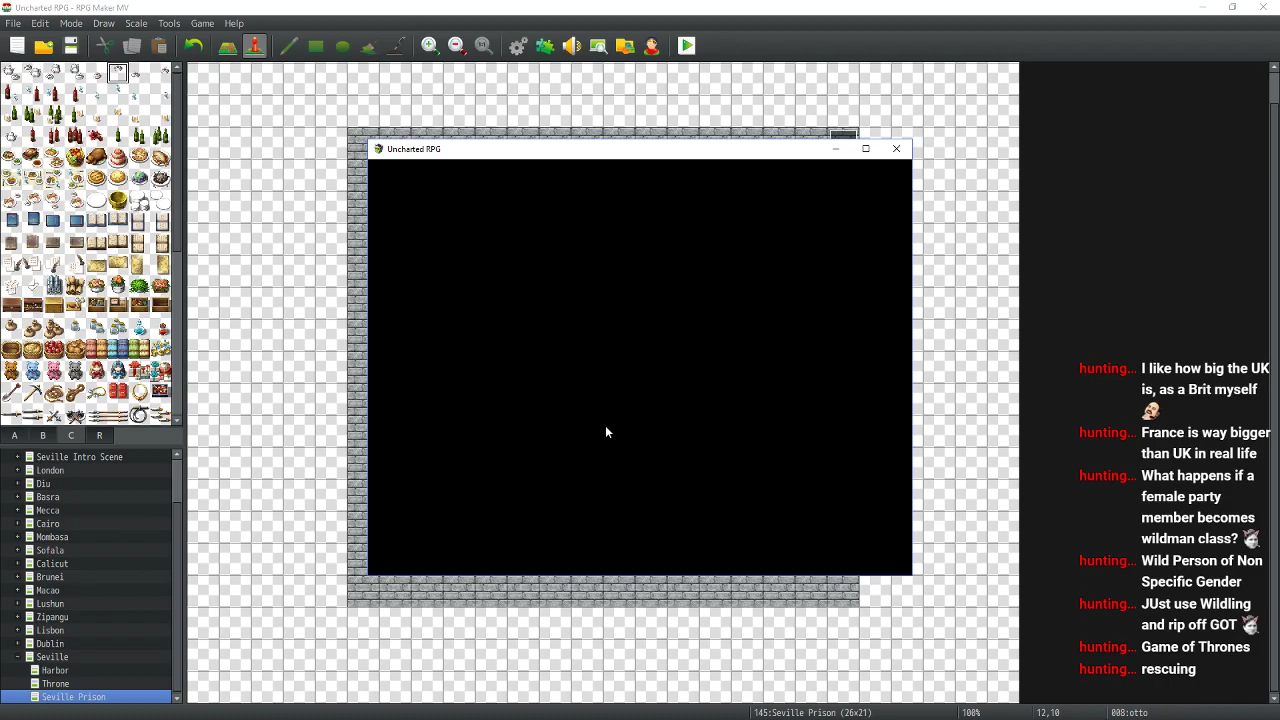 Uncharted RPG - RPG Maker MV
File Edit Mode Draw Scale Tools Game Help
Uncharted RPG
A B C R
Seville Intro Scene
London
Diu
Basra
Mecca
Cairo
Mombasa
Sofala
Calicut
Brunei
Macao
Lushun
Zipangu
Lisbon
Dublin
Seville
Harbor
Throne
Seville Prison
hunting... I like how big the UK
is, as a Brit myself
hunting... France is way bigger
than UK in real life
hunting... What happens if a
female party
member becomes
wildman class?
hunting... Wild Person of Non
Specific Gender
hunting... JUst use Wildling
and rip off GOT
hunting... Game of Thrones
hunting... rescuing
145:Seville Prison (26x21) 100% 12,10 008:otto